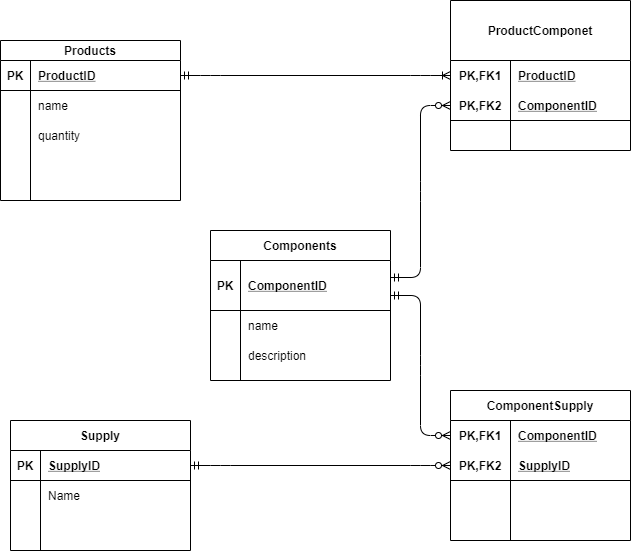 ProductComponet
Products
PK ProductID
name
quantity
PK,FK1 ProductID
PK,FK2 ComponentID
Components
PK ComponentID
name
description
ComponentSupply
PK,FK1 ComponentID
PK,FK2 SupplyID
Supply
PK SupplyID
Name